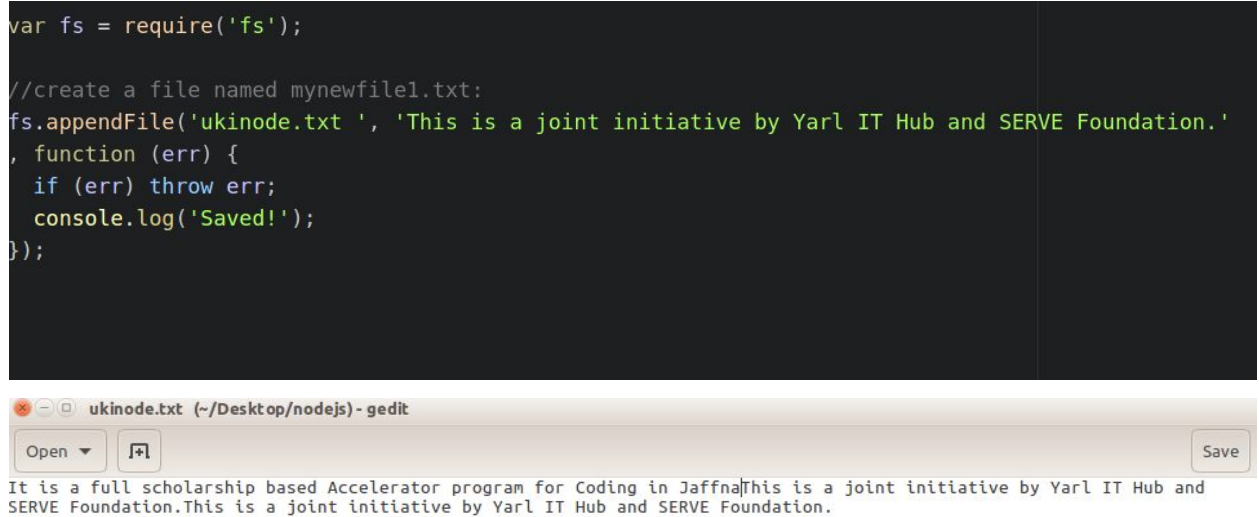 var fs = require('fs');
//create a file named mynewfile1.txt:
fs.appendFile('ukinode.txt ', 'This is a joint initiative by Yarl IT Hub and SERVE Foundation.'
, function (err) {
if (err) throw err;
console.log('Saved!');
});
ukinode.txt (~/Desktop/nodejs) - gedit
Open Save
It is a full scholarship based Accelerator program for Coding in JaffnaThis is a joint initiative by Yarl IT Hub and
SERVE Foundation.This is a joint initiative by Yarl IT Hub and SERVE Foundation.